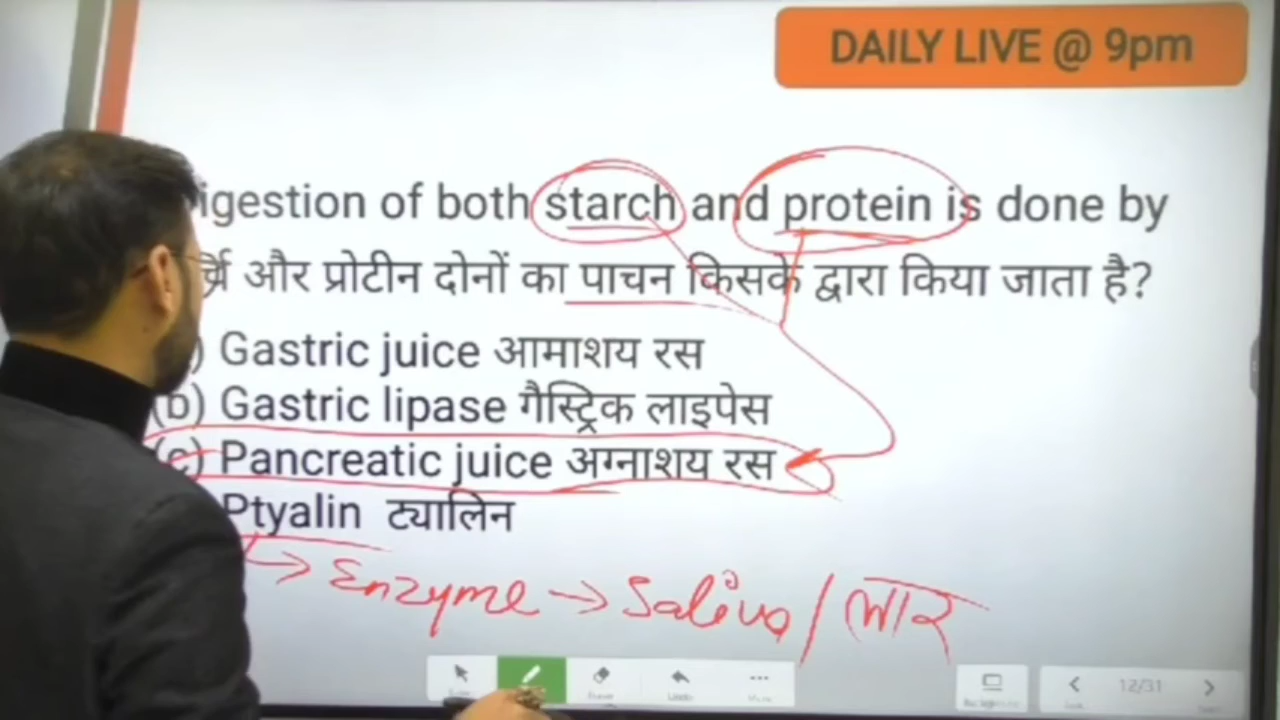 DAILY LIVE @ 9pm
igestion of both starch and protein is done by
और प्रोटीन दोनों का पाचन किसके द्वारा किया जाता है?
) Gastric juice आमाशय रस
(b) Gastric lipase गैस्ट्रिक लाइपेस
(c) Pancreatic juice अग्नाशय रस
Ptyalin ट्यालिन
→ Enzyme → Saliva / लार
12/31